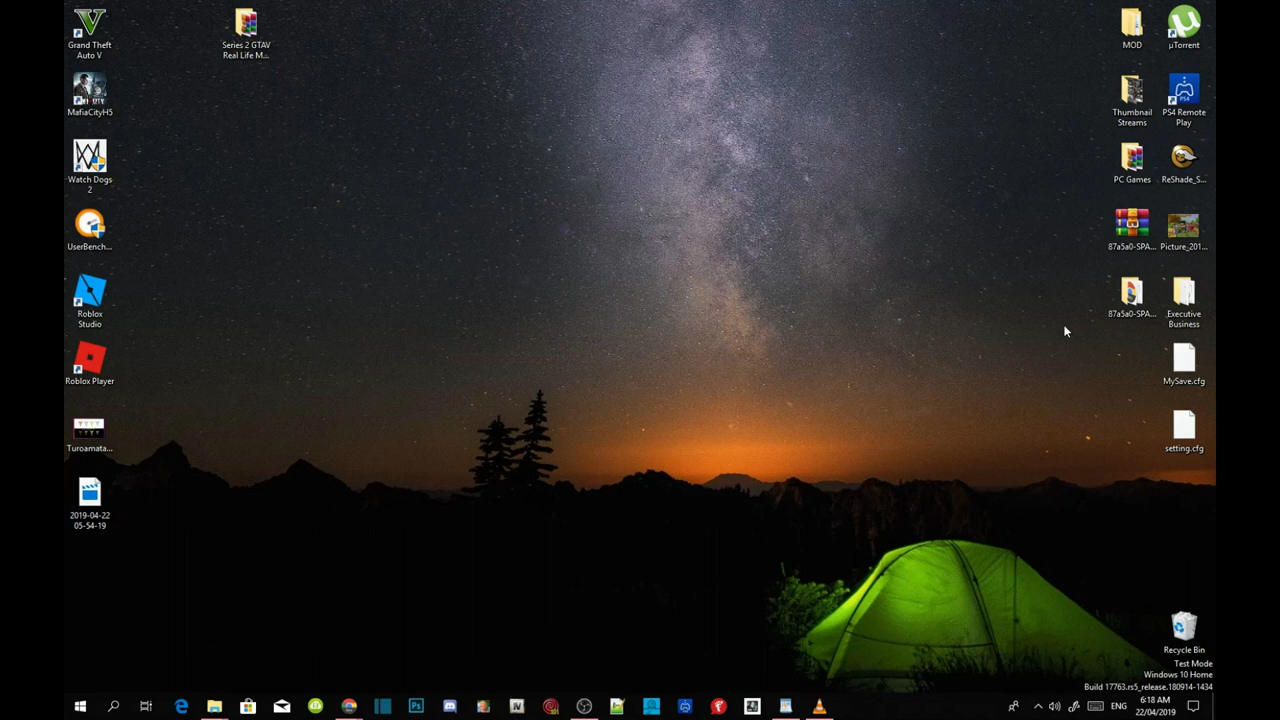 Grand Theft
Auto V
Series 2 GTAV
Real Life M...
MOD
µTorrent
MafiaCityH5
Thumbnail
Streams
PS4 Remote
Play
Watch Dogs
2
PC Games
ReShade_S...
UserBench...
87a5a0-SPA...
Picture_201...
Roblox
Studio
87a5a0-SPA...
Executive
Business
Roblox Player
MySave.cfg
Turoamata...
setting.cfg
2019-04-22
05-54-19
Recycle Bin
Test Mode
Windows 10 Home
Build 17763.rs5_release.180914-1434
Ps
IV
ENG
6:18 AM
22/04/2019